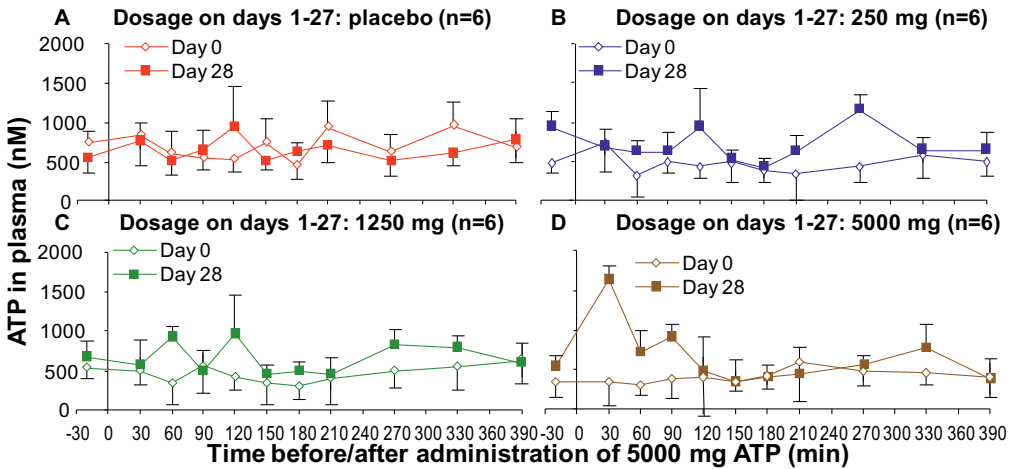 A Dosage on days 1-27: placebo (n=6)
2000
1500
1000
500
0
Day 0
Day 28
B Dosage on days 1-27: 250 mg (n=6)
Day 0
Day 28
C Dosage on days 1-27: 1250 mg (n=6)
2000
1500
1000
500
0
Day 0
Day 28
D Dosage on days 1-27: 5000 mg (n=6)
Day 0
Day 28
ATP in plasma (nM)
-30 0 30 60 90 120 150 180 210 240 270 300 330 360 390
-30 0 30 60 90 120 150 180 210 240 270 300 330 360 390
Time before/after administration of 5000 mg ATP (min)